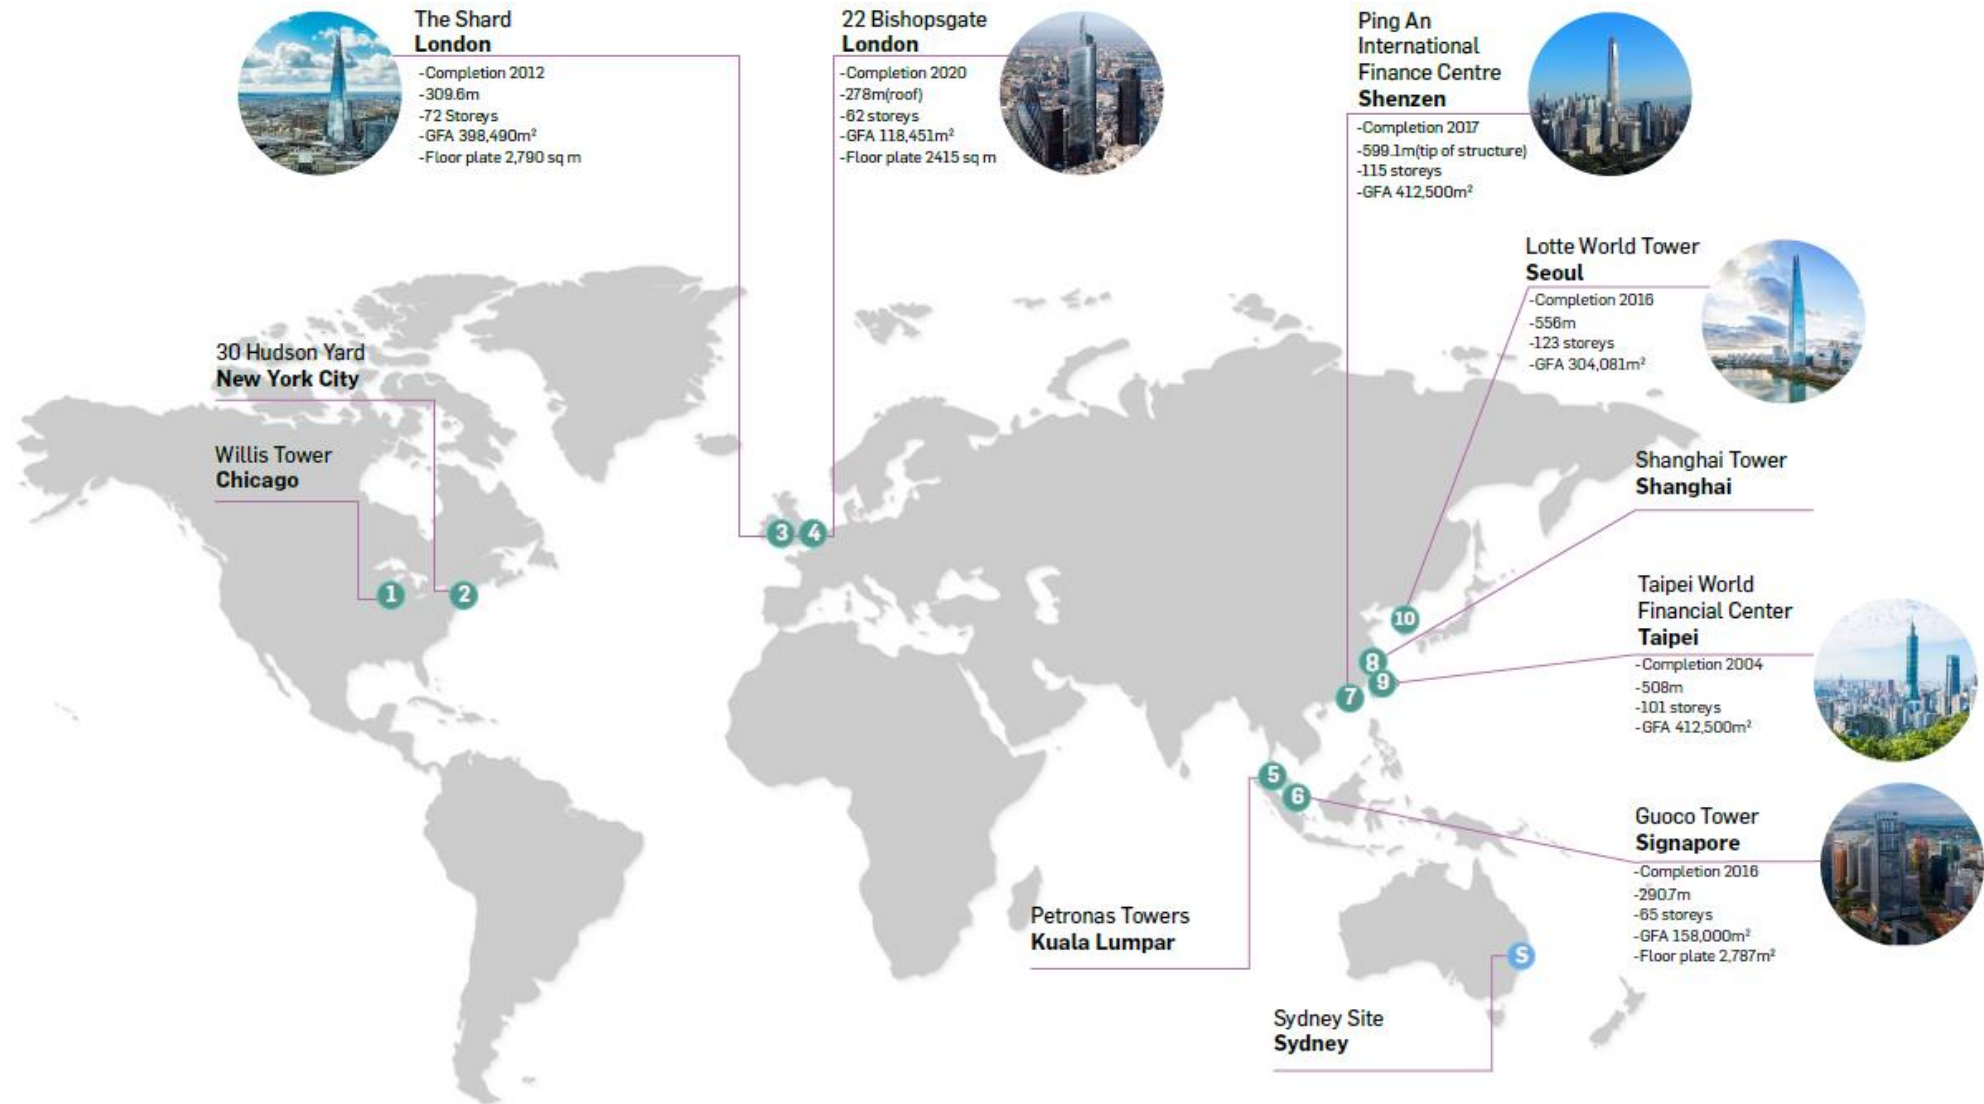 The Shard
London
-Completion 2012
-309.6m
-72 Storeys
-GFA 398,490m²
-Floor plate 2,790 sq m
22 Bishopsgate
London
-Completion 2020
-278m(roof)
-62 storeys
-GFA 118,451m²
-Floor plate 2415 sq m
Ping An
International
Finance Centre
Shenzen
-Completion 2017
-599.1m(tip of structure)
-115 storeys
-GFA 412,500m²
Lotte World Tower
Seoul
-Completion 2016
-556m
-123 storeys
-GFA 304,081m²
30 Hudson Yard
New York City
Willis Tower
Chicago
Shanghai Tower
Shanghai
Taipei World
Financial Center
Taipei
-Completion 2004
-508m
-101 storeys
-GFA 412,500m²
Guoco Tower
Signapore
-Completion 2016
-290.7m
-65 storeys
-GFA 158,000m²
-Floor plate 2,787m²
Petronas Towers
Kuala Lumpar
Sydney Site
Sydney
1
2
3
4
5
6
7
8
9
10
S